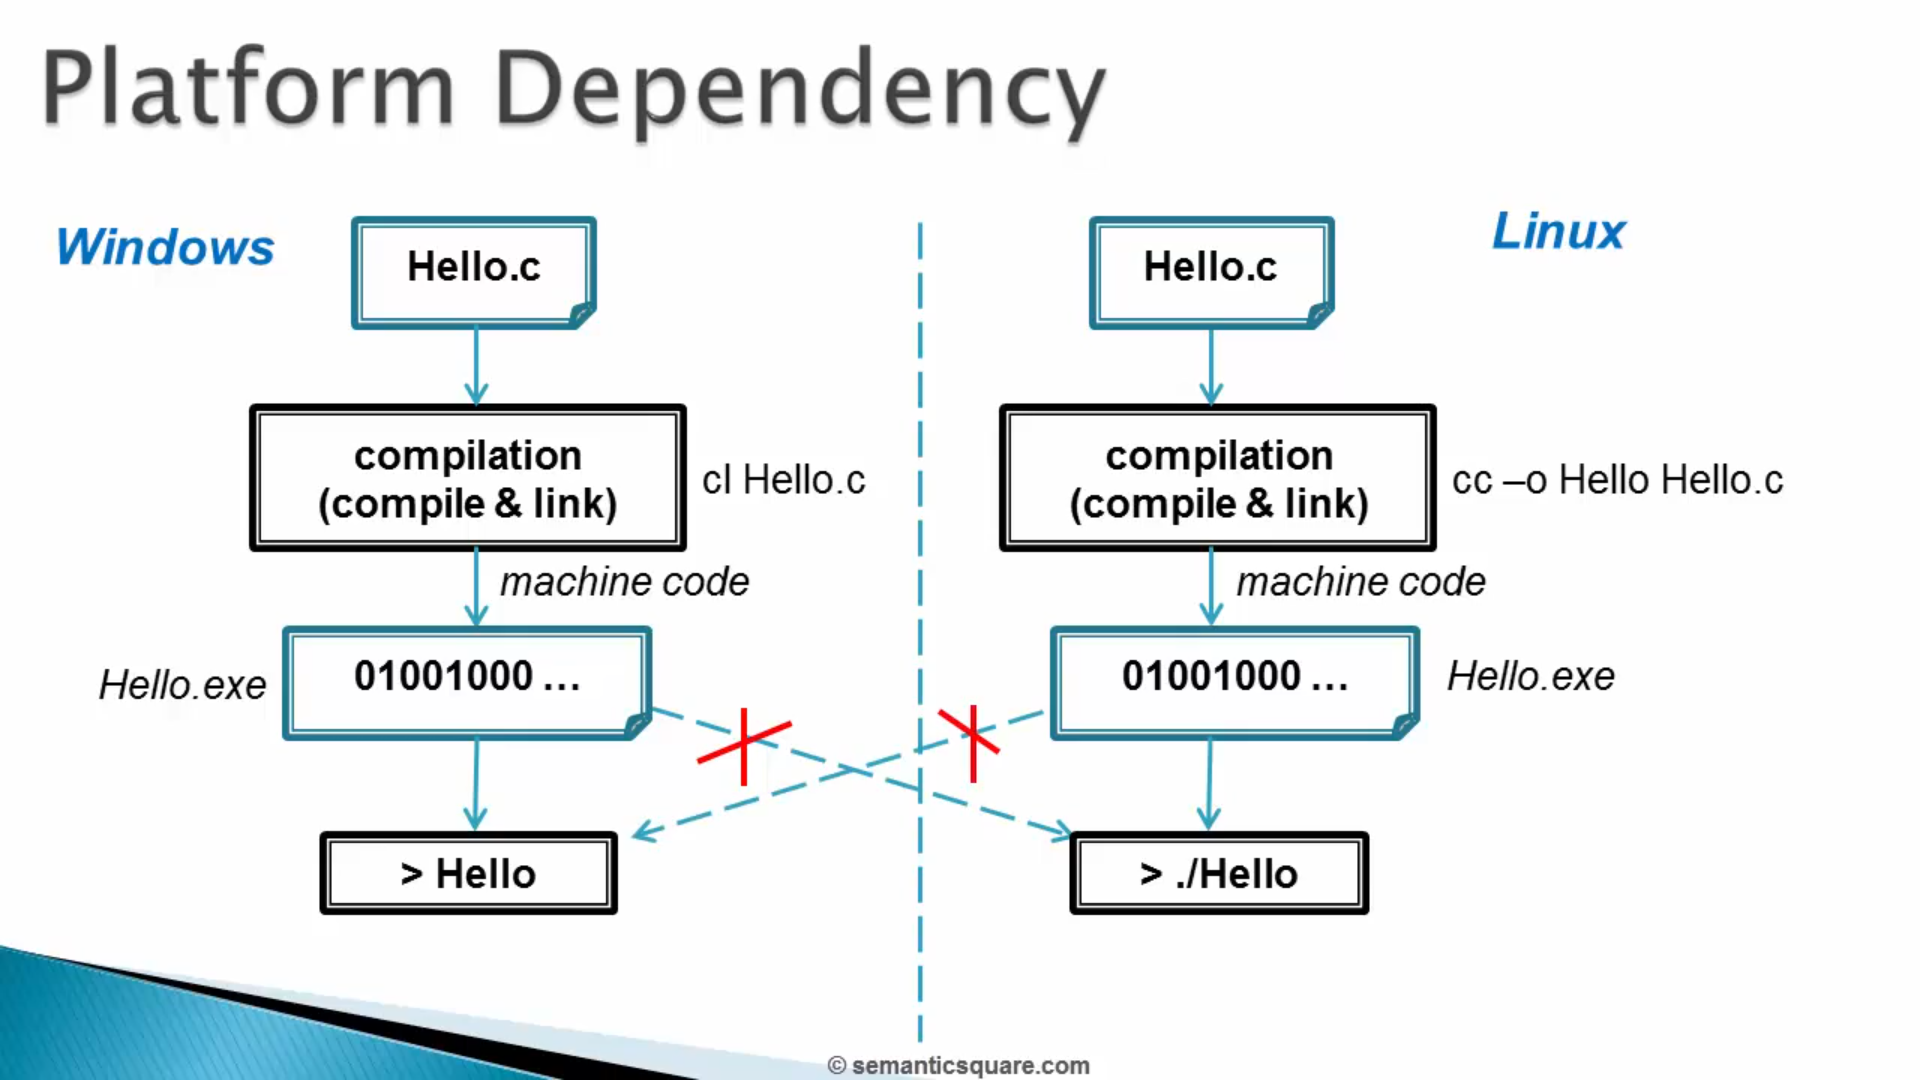 Platform Dependency
Windows
Hello.c
Hello.c
Linux
compilation
(compile & link)
cl Hello.c
compilation
(compile & link)
cc –o Hello Hello.c
machine code
machine code
Hello.exe
01001000 ...
01001000 ...
Hello.exe
> Hello
> ./Hello
© semanticsquare.com